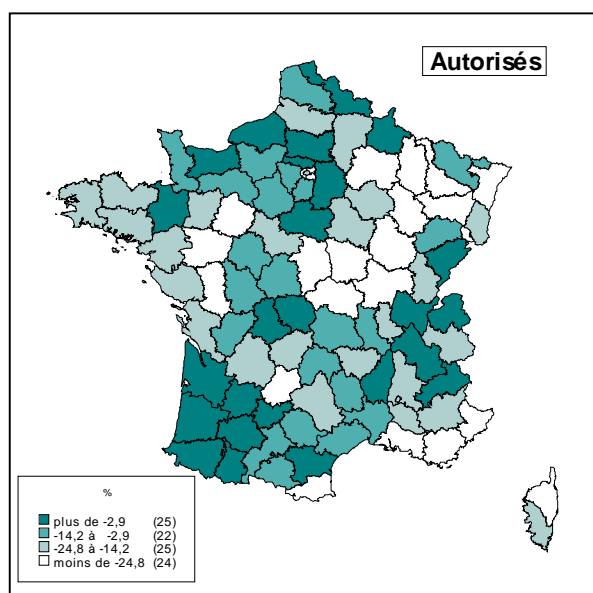 Autorisés
%
plus de -2,9 (25)
-14,2 à -2,9 (22)
-24,8 à -14,2 (25)
moins de -24,8 (24)